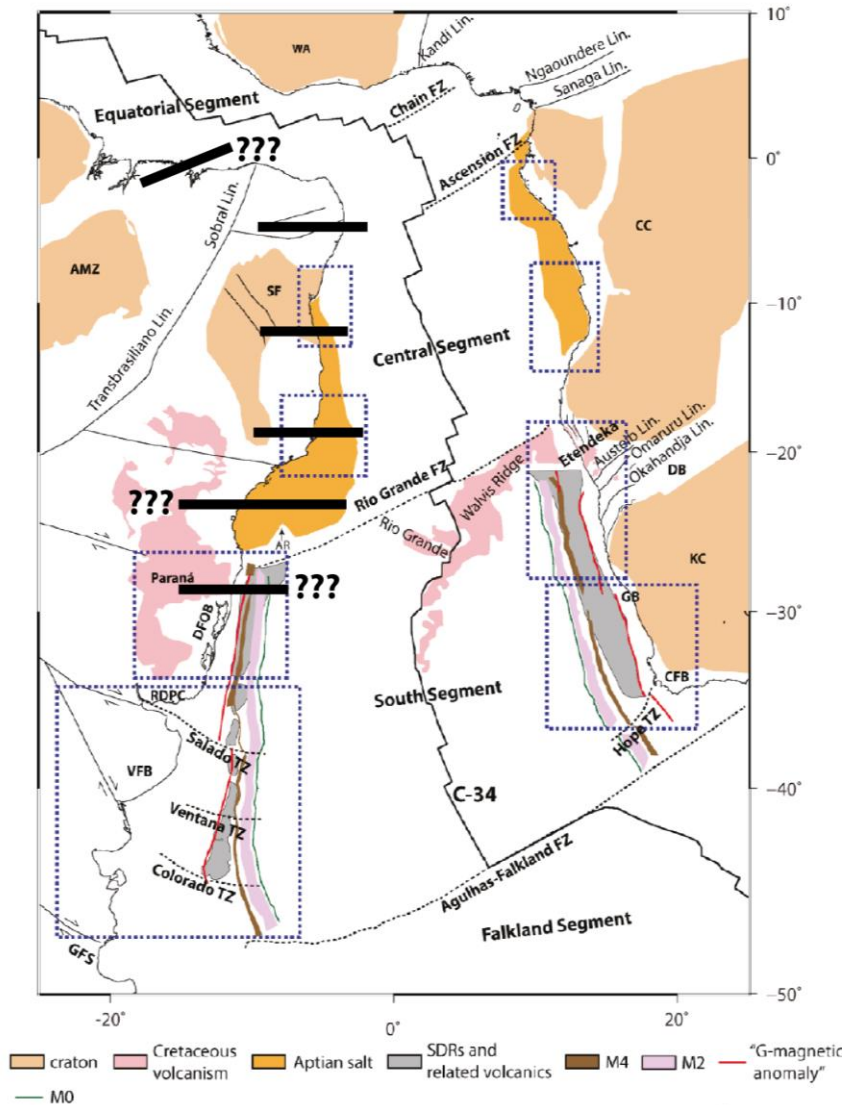 10°
WA
Kandi Lin.
Ngaoundere Lin.
Sanaga Lin.
Equatorial Segment
Chain FZ
???
Ascension FZ
0°
Sobral Lin.
CC
AMZ
SF
−10°
Transbrasiliano Lin.
Central Segment
Etendeka
Autseib Lin.
Omaruru Lin.
Okahandja Lin.
−20°
DB
Rio Grande FZ
Walvis Ridge
???
AR
Rio Grande
Paraná
???
KC
DFOB
GB
−30°
RDPC
South Segment
CFB
Salado TZ
Hope TZ
VFB
C-34
−40°
Ventana TZ
Colorado TZ
Agulhas-Falkland FZ
Falkland Segment
GFS
−50°
-20°
0°
20°
craton
Cretaceous
volcanism
Aptian salt
SDRs and
related volcanics
M4
M2
"G-magnetic
anomaly"
M0